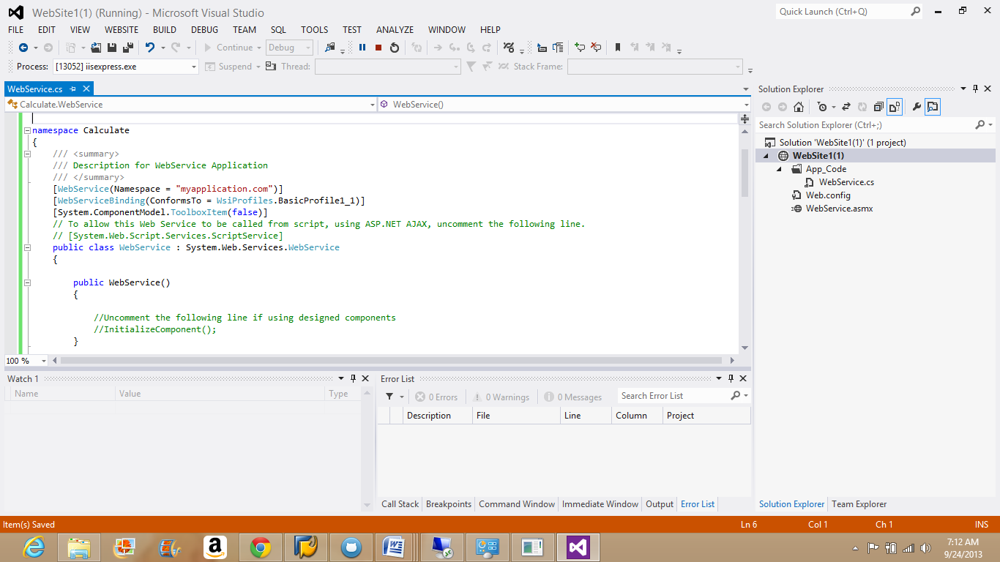 WebSite1(1) (Running) - Microsoft Visual Studio
Quick Launch (Ctrl+Q)
FILE EDIT VIEW WEBSITE BUILD DEBUG TEAM SQL TOOLS TEST ANALYZE WINDOW HELP
Continue Debug
Process: [13052] iisexpress.exe Suspend Thread: Stack Frame:
WebService.cs
Calculate.WebService WebService()
namespace Calculate
{
/// <summary>
/// Description for WebService Application
/// </summary>
[WebService(Namespace = "myapplication.com")]
[WebServiceBinding(ConformsTo = WsiProfiles.BasicProfile1_1)]
[System.ComponentModel.ToolboxItem(false)]
// To allow this Web Service to be called from script, using ASP.NET AJAX, uncomment the following line.
// [System.Web.Script.Services.ScriptService]
public class WebService : System.Web.Services.WebService
{
public WebService()
{
//Uncomment the following line if using designed components
//InitializeComponent();
}
100 %
Solution Explorer
Search Solution Explorer (Ctrl+;)
Solution 'WebSite1(1)' (1 project)
WebSite1(1)
App_Code
WebService.cs
Web.config
WebService.asmx
Watch 1
Name Value Type
Error List
0 Errors 0 Warnings 0 Messages Search Error List
Description File Line Column Project
Call Stack Breakpoints Command Window Immediate Window Output Error List
Solution Explorer Team Explorer
Item(s) Saved Ln 6 Col 1 Ch 1 INS
7:12 AM
9/24/2013